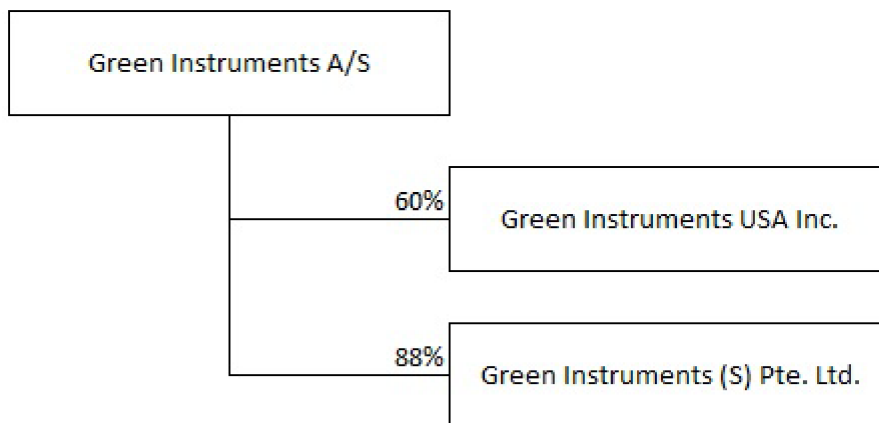 Green Instruments A/S
60%
Green Instruments USA Inc.
88%
Green Instruments (S) Pte. Ltd.